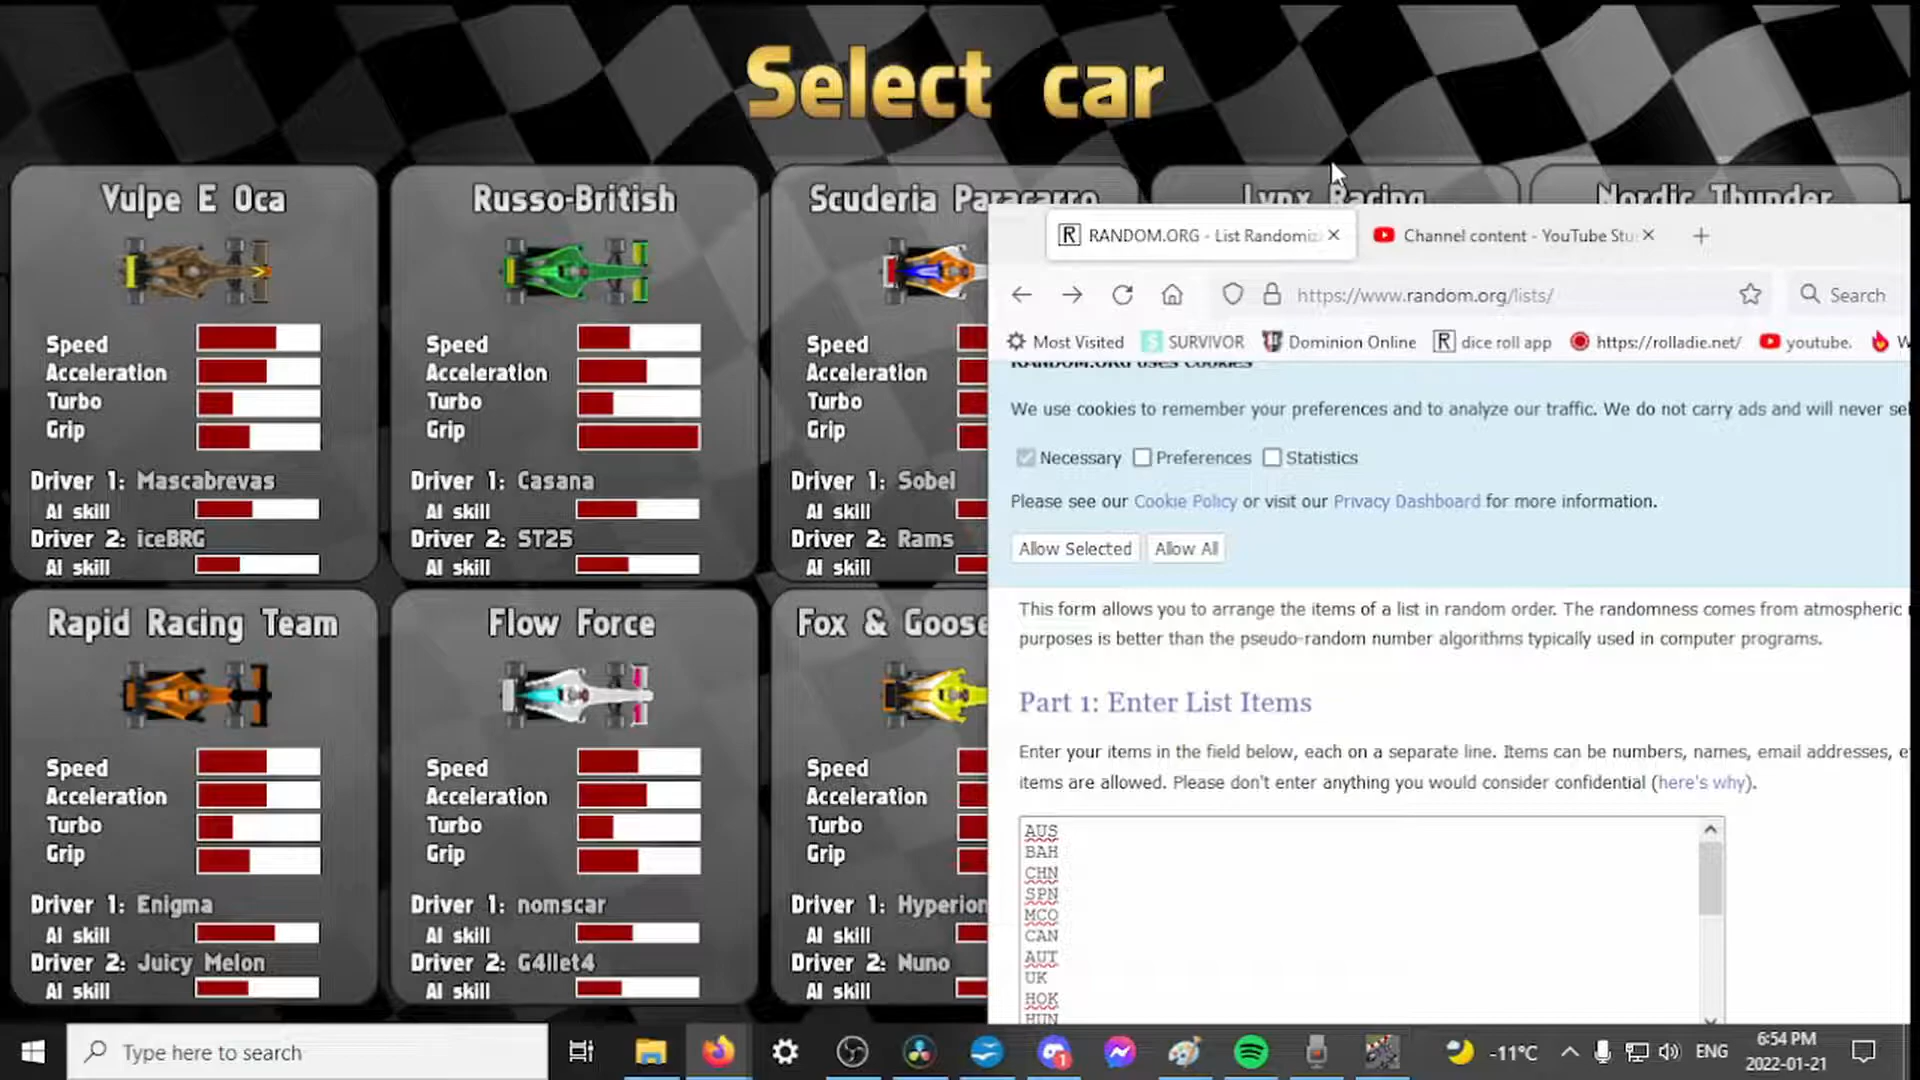 Select car
Vulpe E Oca
Speed
Acceleration
Turbo
Grip
Driver 1: Mascabrevas
AI skill
Driver 2: iceBRG
AI skill
Russo-British
Speed
Acceleration
Turbo
Grip
Driver 1: Casana
AI skill
Driver 2: ST25
AI skill
Scuderia Paracarro
Speed
Acceleration
Turbo
Grip
Driver 1: Sobel
AI skill
Driver 2: Rams
AI skill
Lynx Racing
Nordic Thunder
Rapid Racing Team
Speed
Acceleration
Turbo
Grip
Driver 1: Enigma
AI skill
Driver 2: Juicy Melon
AI skill
Flow Force
Speed
Acceleration
Turbo
Grip
Driver 1: nomscar
AI skill
Driver 2: G4llet4
AI skill
Fox & Goose
Speed
Acceleration
Turbo
Grip
Driver 1: Hyperion
AI skill
Driver 2: Nuno
AI skill
RANDOM.ORG - List Randomiz
Channel content - YouTube Stu
https://www.random.org/lists/
Search
Most Visited SURVIVOR Dominion Online dice roll app https://rolladie.net/ youtube. W
RANDOM.ORG uses Cookies
We use cookies to remember your preferences and to analyze our traffic. We do not carry ads and will never sel
Necessary Preferences Statistics
Please see our Cookie Policy or visit our Privacy Dashboard for more information.
Allow Selected Allow All
This form allows you to arrange the items of a list in random order. The randomness comes from atmospheric
purposes is better than the pseudo-random number algorithms typically used in computer programs.
Part 1: Enter List Items
Enter your items in the field below, each on a separate line. Items can be numbers, names, email addresses, e
items are allowed. Please don't enter anything you would consider confidential (here's why).
AUS
BAH
CHN
SPN
MCO
CAN
AUT
UK
HOK
HUN
Type here to search
1
-11°C
ENG
6:54 PM
2022-01-21